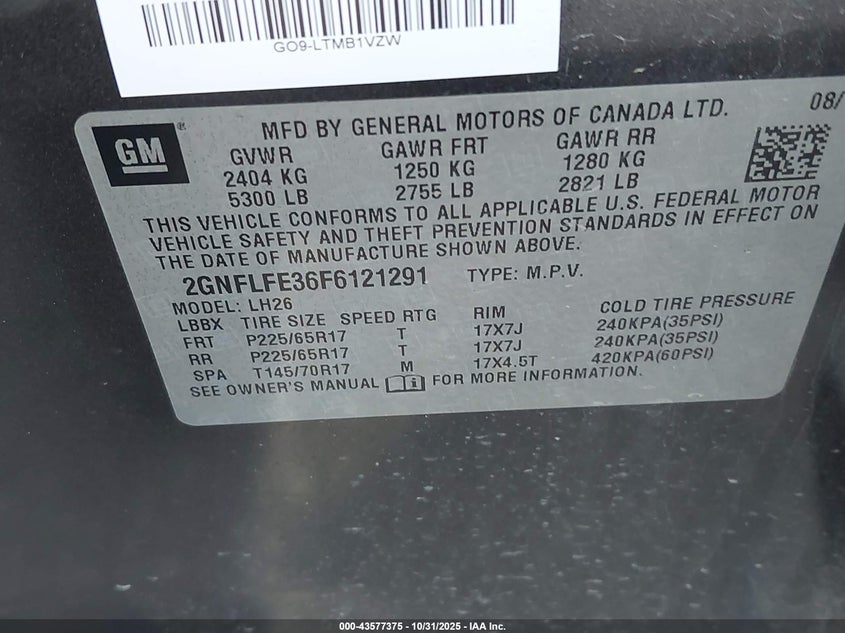 GO9-LTMB1VZW
08/
GM®
MFD BY GENERAL MOTORS OF CANADA LTD.
GVWR GAWR FRT GAWR RR
2404 KG 1250 KG 1280 KG
5300 LB 2755 LB 2821 LB
THIS VEHICLE CONFORMS TO ALL APPLICABLE U.S. FEDERAL MOTOR
VEHICLE SAFETY AND THEFT PREVENTION STANDARDS IN EFFECT ON
THE DATE OF MANUFACTURE SHOWN ABOVE.
2GNFLFE36F6121291 TYPE: M.P.V.
MODEL: LH26
LBBX TIRE SIZE SPEED RTG RIM COLD TIRE PRESSURE
FRT P225/65R17 T 17X7J 240KPA(35PSI)
RR P225/65R17 T 17X7J 240KPA(35PSI)
SPA T145/70R17 M 17X4.5T 420KPA(60PSI)
SEE OWNER'S MANUAL FOR MORE INFORMATION.
000-43577375 - 10/31/2025 - IAA Inc.